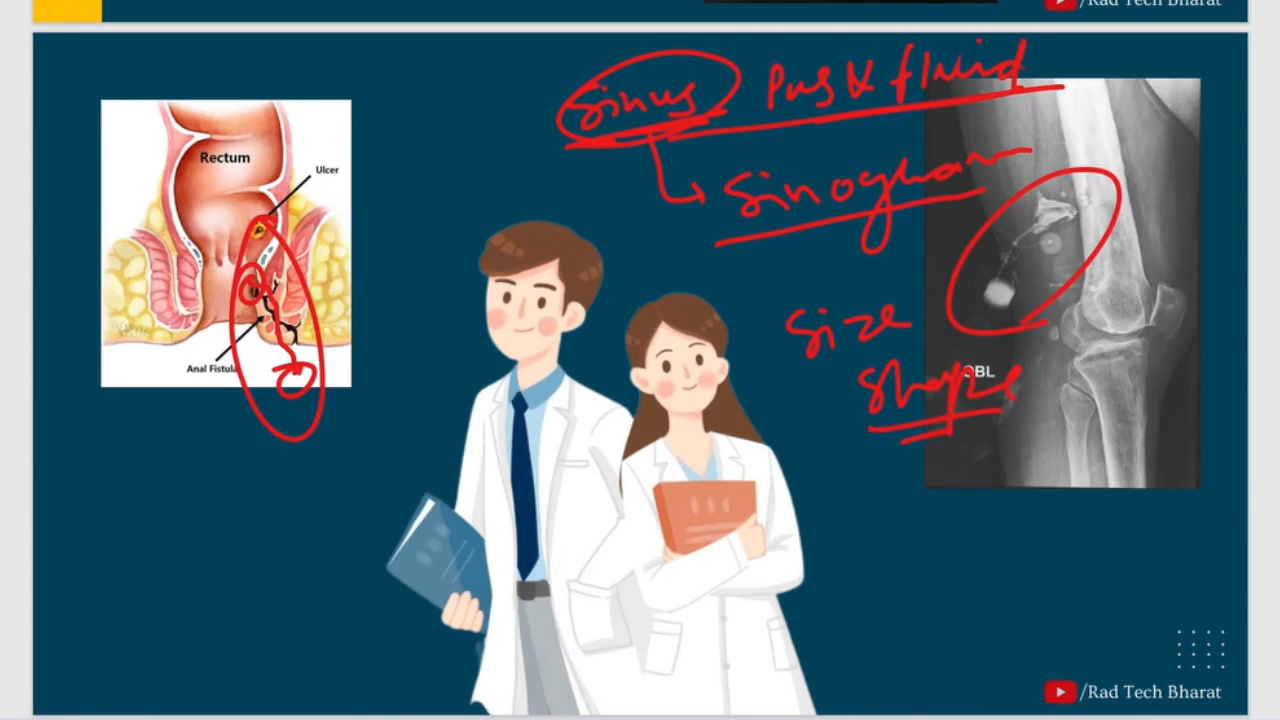 /Rad Tech Bharat
Sinus Pus & fluid
Rectum
Ulcer
Sinogram
Size
Anal Fistula
OBL
Shape
/Rad Tech Bharat